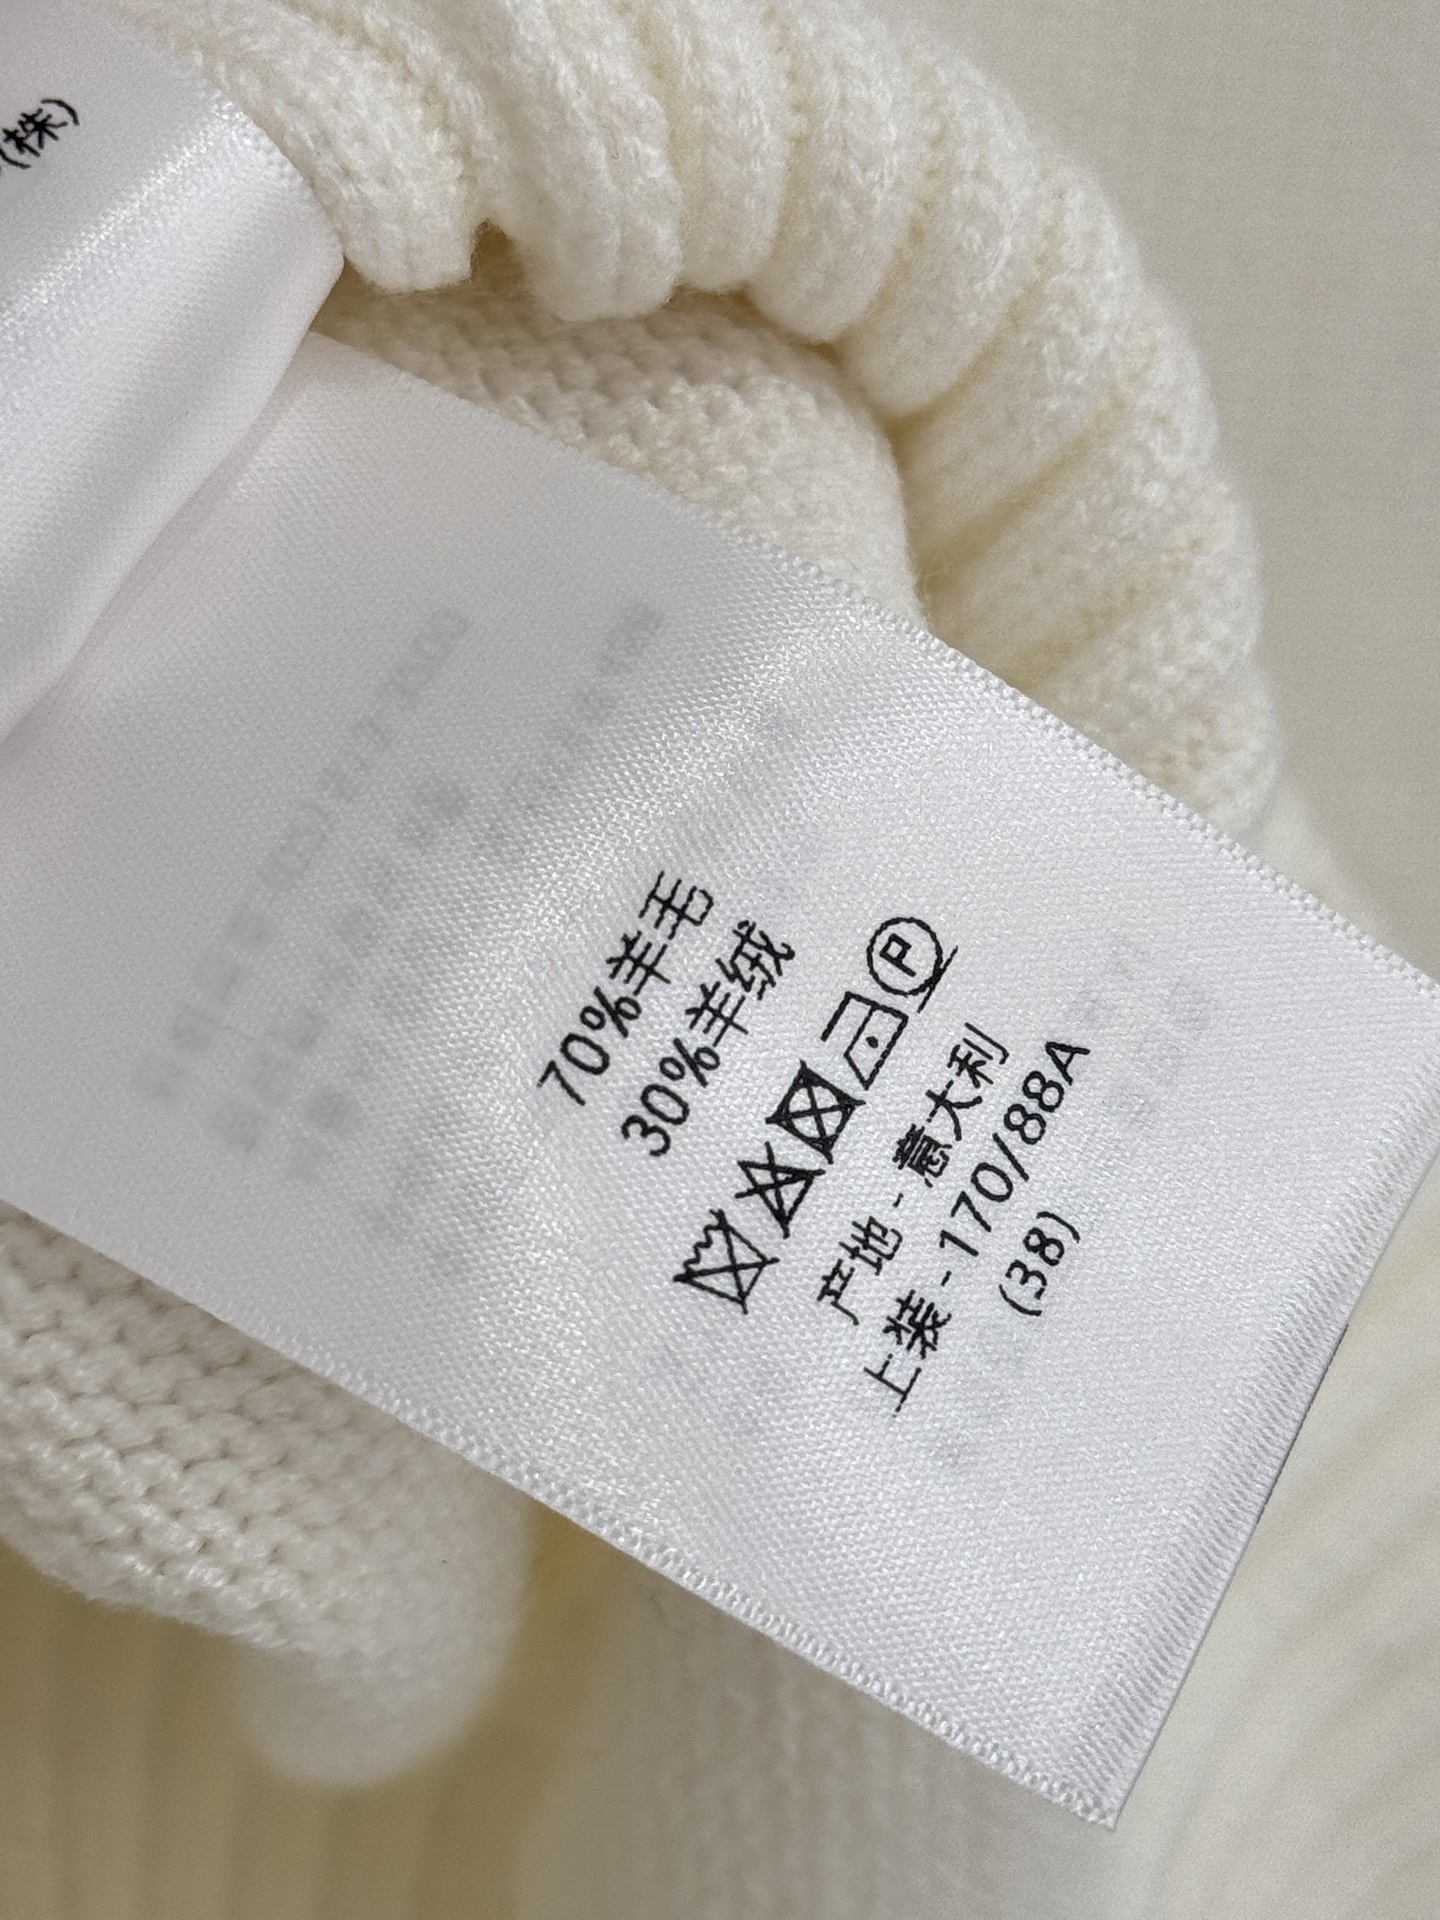 (株)
70%羊毛
30%羊绒
P
产地 - 意大利
上装 - 170/88A
(38)